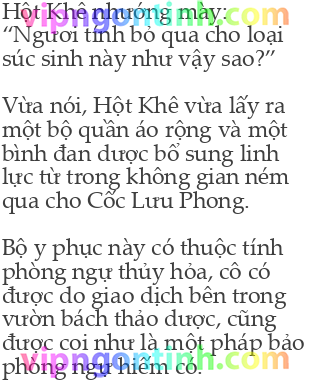 Hột Khê nhướng mày:
“Ngươi tính bỏ qua cho loại
súc sinh này như vậy sao?”
Vừa nói, Hột Khê vừa lấy ra
một bộ quần áo rộng và một
bình đan dược bổ sung linh
lực từ trong không gian ném
qua cho Cốc Lưu Phong.
Bộ y phục này có thuộc tính
phòng ngự thủy hỏa, cô có
được do giao dịch bên trong
vườn bách thảo dược, cũng
được coi như là một pháp bảo
phòng ngự hiếm có.
vipngontinh.com
vipngontinh.com